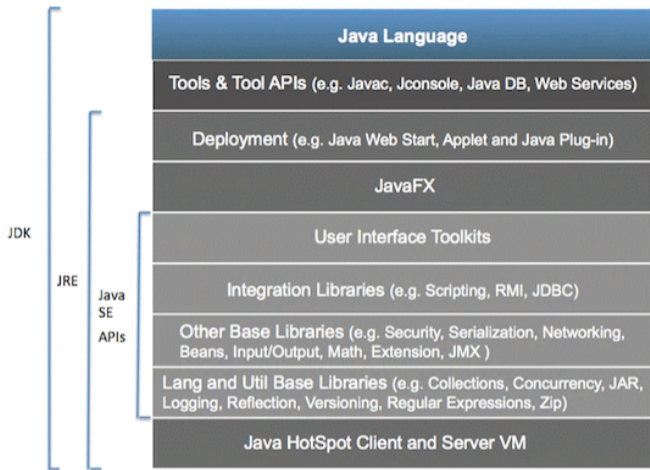 Java Language
Tools & Tool APIs (e.g. Javac, Jconsole, Java DB, Web Services)
Deployment (e.g. Java Web Start, Applet and Java Plug-in)
JavaFX
User Interface Toolkits
Integration Libraries (e.g. Scripting, RMI, JDBC)
Other Base Libraries (e.g. Security, Serialization, Networking,
Beans, Input/Output, Math, Extension, JMX )
Lang and Util Base Libraries (e.g. Collections, Concurrency, JAR,
Logging, Reflection, Versioning, Regular Expressions, Zip)
Java HotSpot Client and Server VM
JDK
JRE
Java
SE
APIs